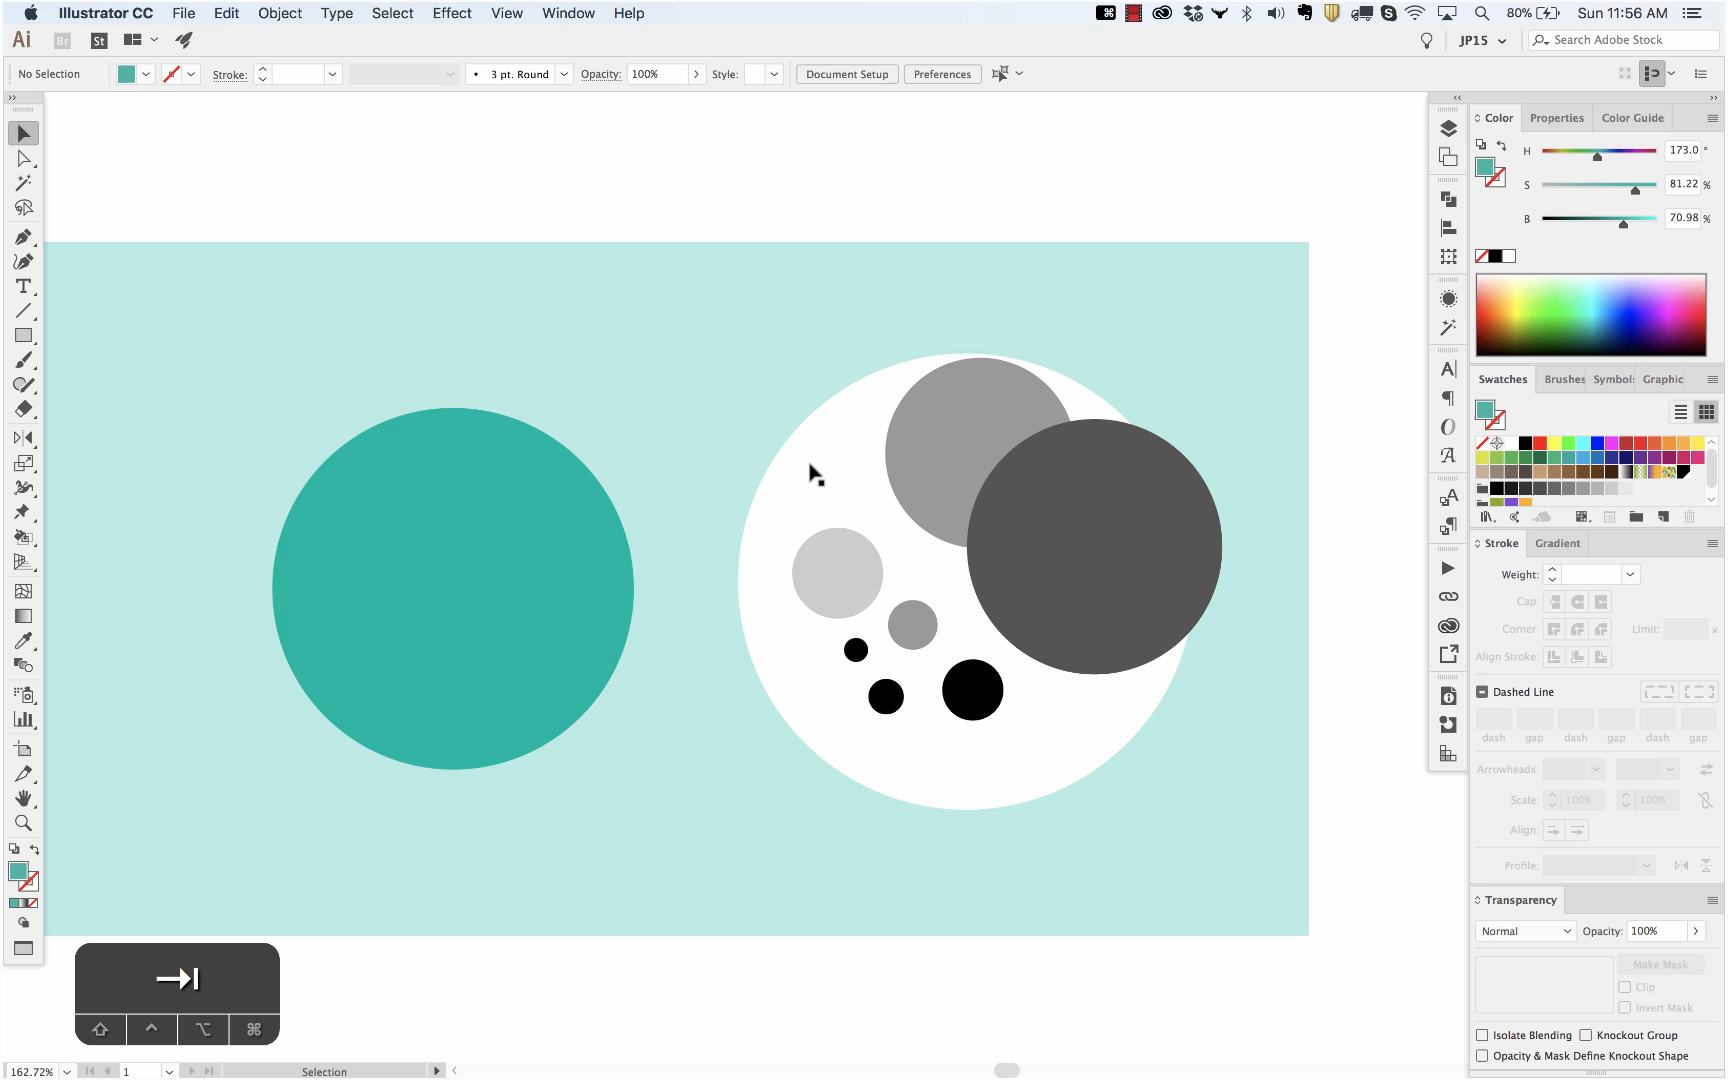 Illustrator CC File Edit Object Type Select Effect View Window Help 80% Sun 11:56 AM
Ai Br St JP15 Search Adobe Stock
No Selection Stroke: 3 pt. Round Opacity: 100% Style: Document Setup Preferences
Color Properties Color Guide
H 173.0 °
S 81.22 %
B 70.98 %
Swatches Brushes Symbol: Graphic
Stroke Gradient
Weight:
Cap:
Corner: Limit: x
Align Stroke:
Dashed Line
dash gap dash gap dash gap
Arrowheads:
Scale: 100% 100%
Align:
Profile:
Transparency
Normal Opacity: 100%
Make Mask
Clip
Invert Mask
Isolate Blending Knockout Group
Opacity & Mask Define Knockout Shape
162.72% 1 Selection